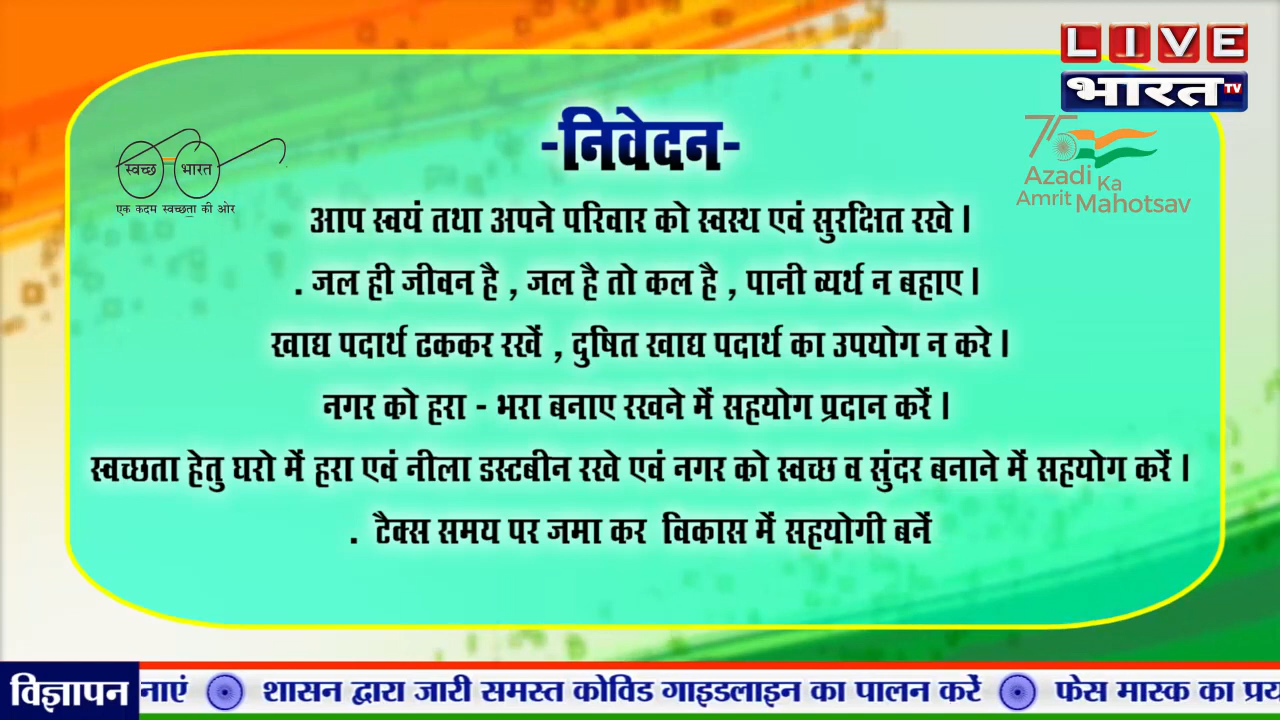 LIVE
भारत TV
-निवेदन-
स्वच्छ भारत
एक कदम स्वच्छता की ओर
75
Azadi Ka
Amrit Mahotsav
आप स्वयं तथा अपने परिवार को स्वस्थ एवं सुरक्षित रखे ।
. जल ही जीवन है , जल है तो कल है , पानी व्यर्थ न बहाए ।
खाद्य पदार्थ ढककर रखें , दुषित खाद्य पदार्थ का उपयोग न करे ।
नगर को हरा - भरा बनाए रखने में सहयोग प्रदान करें ।
स्वच्छता हेतु घरो में हरा एवं नीला डस्टबीन रखे एवं नगर को स्वच्छ व सुंदर बनाने में सहयोग करें ।
. टैक्स समय पर जमा कर विकास में सहयोगी बनें
विज्ञापन नाएं शासन द्वारा जारी समस्त कोविड गाइडलाइन का पालन करें फेस मास्क का प्रय